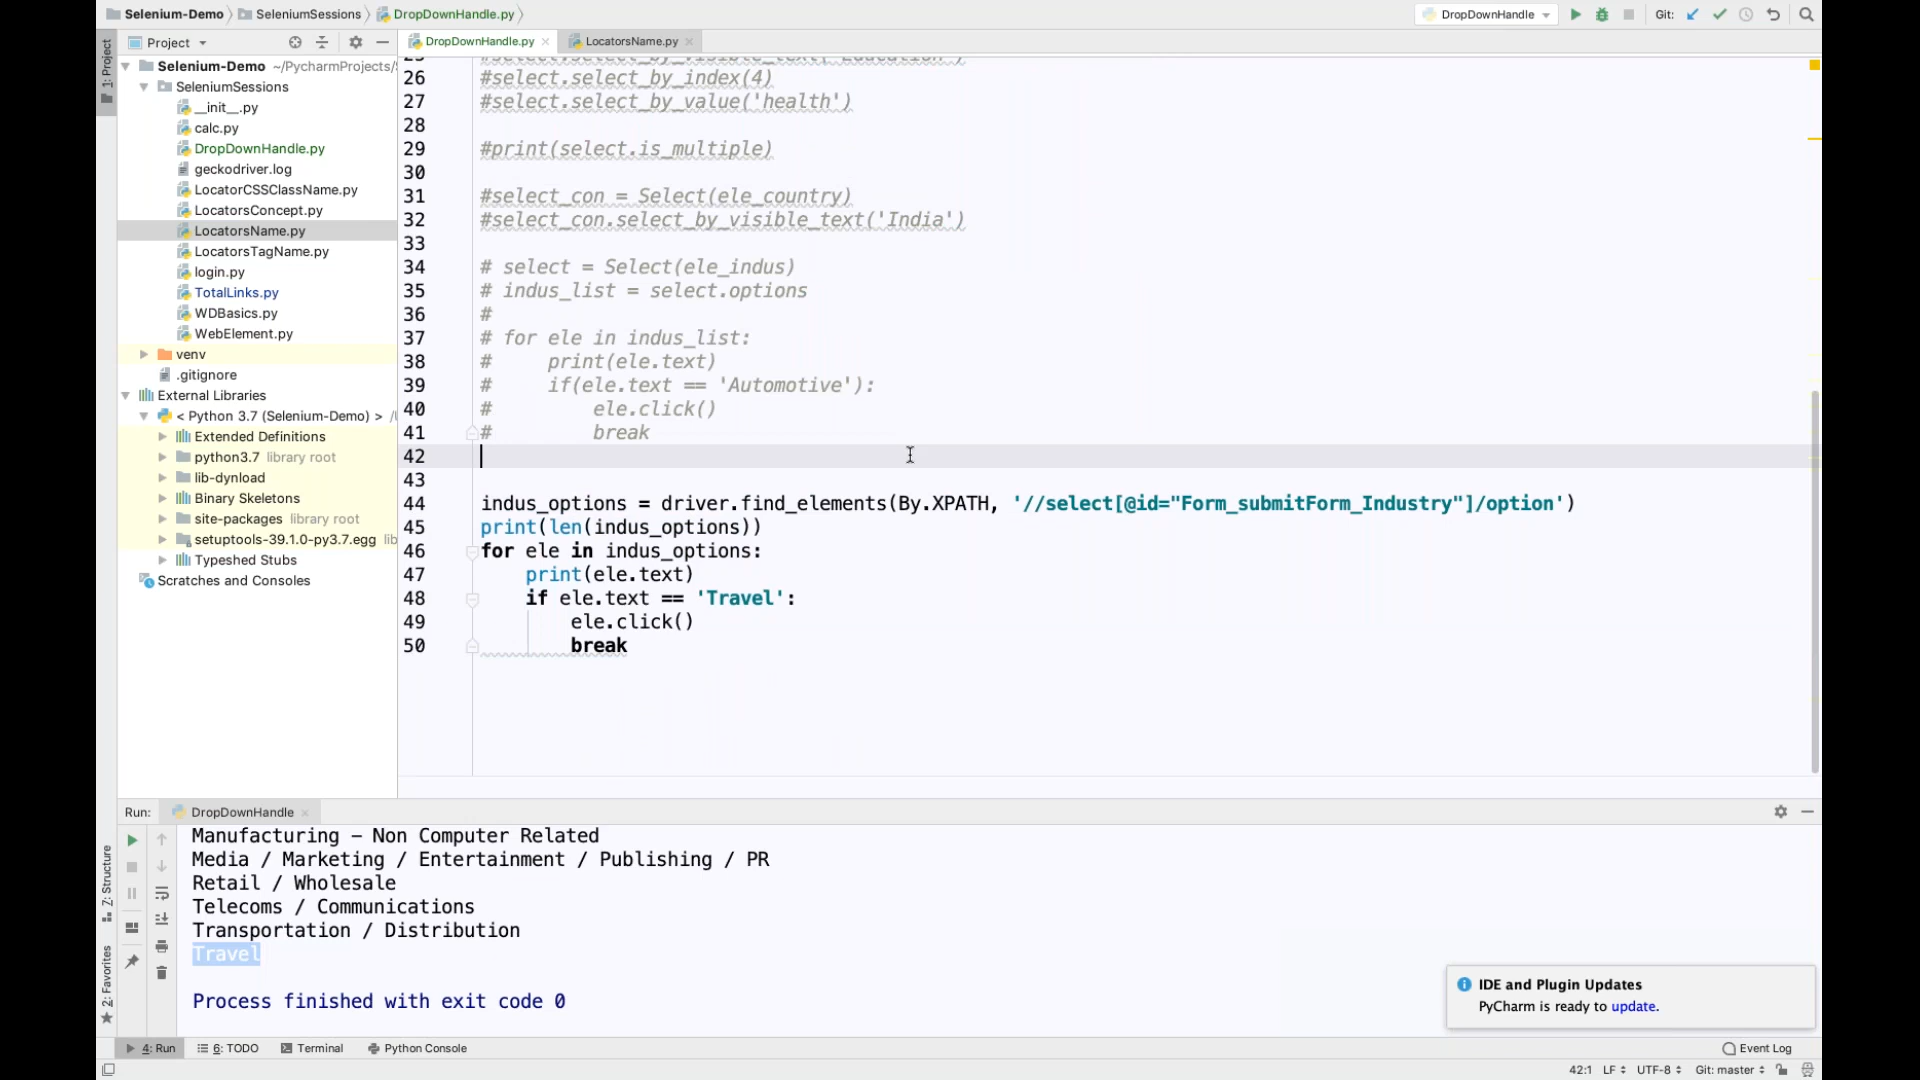 Selenium-Demo SeleniumSessions DropDownHandle.py
DropDownHandle Git:
Project
DropDownHandle.py LocatorsName.py
1: Project
Selenium-Demo ~/PycharmProjects/S
SeleniumSessions
__init__.py
calc.py
DropDownHandle.py
geckodriver.log
LocatorCSSClassName.py
LocatorsConcept.py
LocatorsName.py
LocatorsTagName.py
login.py
TotalLinks.py
WDBasics.py
WebElement.py
venv
.gitignore
External Libraries
< Python 3.7 (Selenium-Demo) >
Extended Definitions
python3.7 library root
lib-dynload
Binary Skeletons
site-packages library root
setuptools-39.1.0-py3.7.egg lib
Typeshed Stubs
Scratches and Consoles
25 #select.select_by_visible_text('Education')
26 #select.select_by_index(4)
27 #select.select_by_value('health')
28
29 #print(select.is_multiple)
30
31 #select_con = Select(ele_country)
32 #select_con.select_by_visible_text('India')
33
34 # select = Select(ele_indus)
35 # indus_list = select.options
36 #
37 # for ele in indus_list:
38 #     print(ele.text)
39 #     if(ele.text == 'Automotive'):
40 #         ele.click()
41 #         break
42
43
44 indus_options = driver.find_elements(By.XPATH, '//select[@id="Form_submitForm_Industry"]/option')
45 print(len(indus_options))
46 for ele in indus_options:
47     print(ele.text)
48     if ele.text == 'Travel':
49         ele.click()
50         break
Run: DropDownHandle
Manufacturing – Non Computer Related
Media / Marketing / Entertainment / Publishing / PR
Retail / Wholesale
Telecoms / Communications
Transportation / Distribution
Travel
Process finished with exit code 0
Z: Structure
2: Favorites
IDE and Plugin Updates
PyCharm is ready to update.
4: Run 6: TODO Terminal Python Console Event Log
42:1 LF UTF-8 Git: master